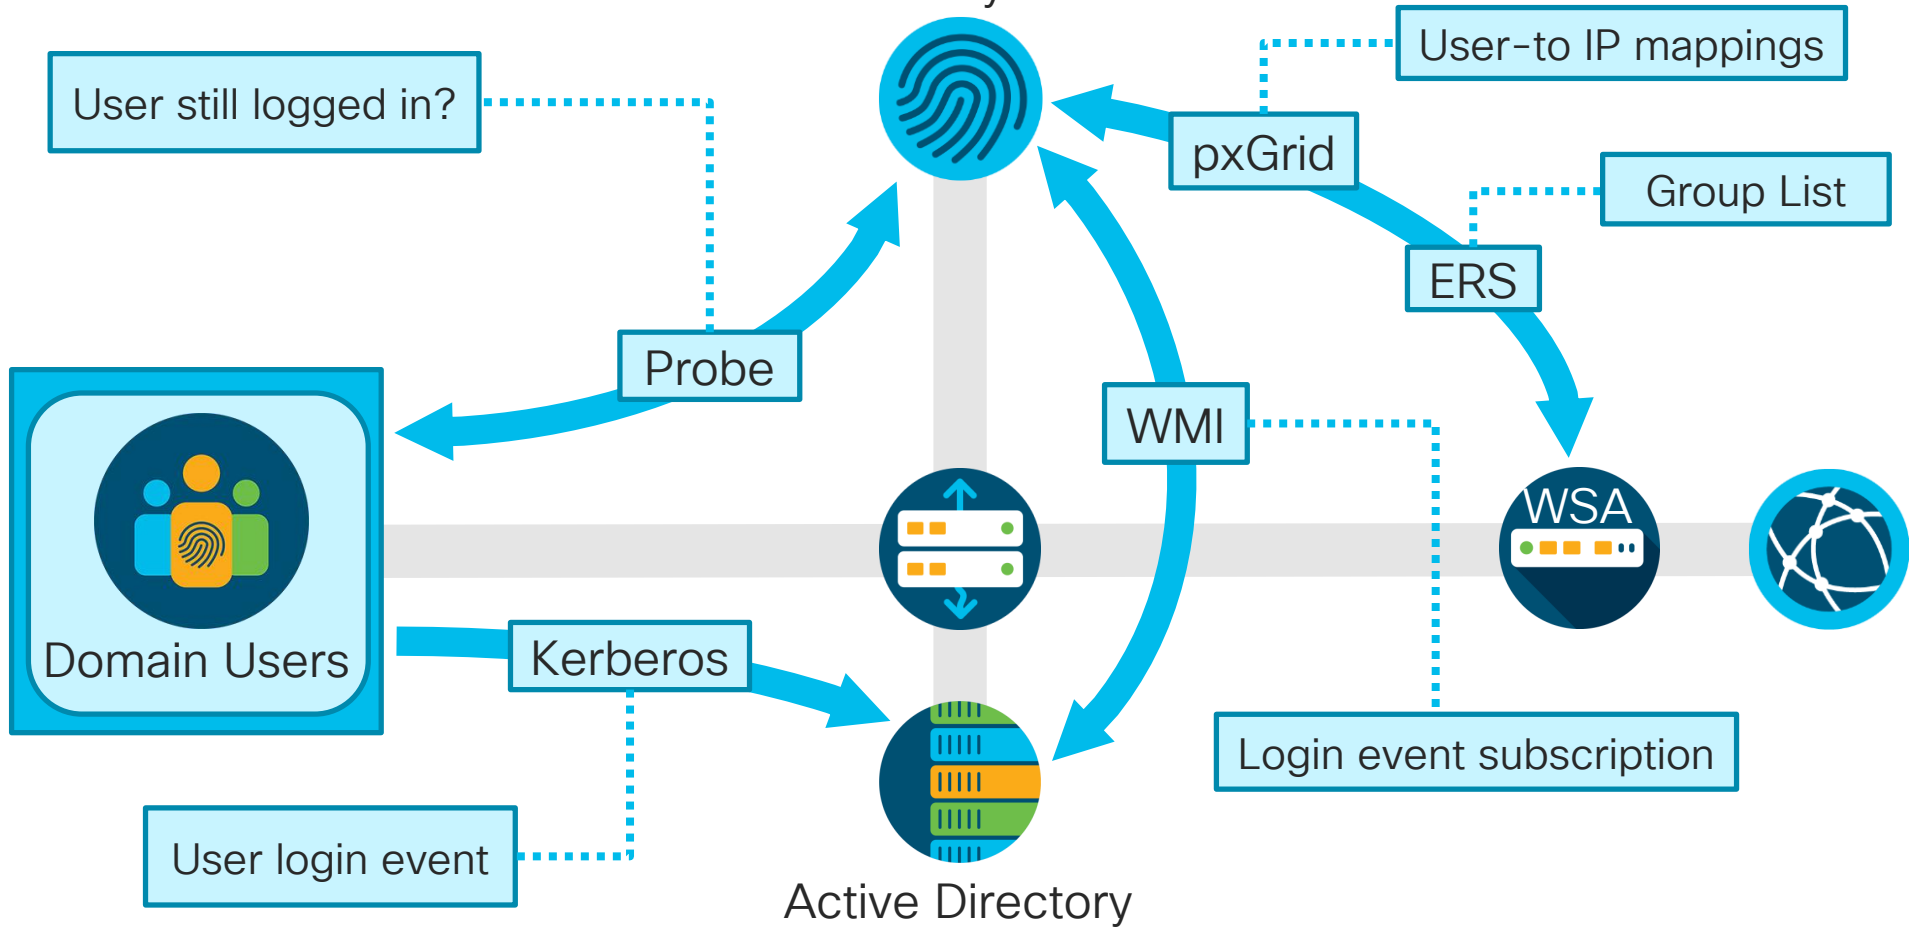 User-to IP mappings
User still logged in?
pxGrid
Group List
ERS
Probe
WMI
WSA
Domain Users
Kerberos
Login event subscription
User login event
Active Directory